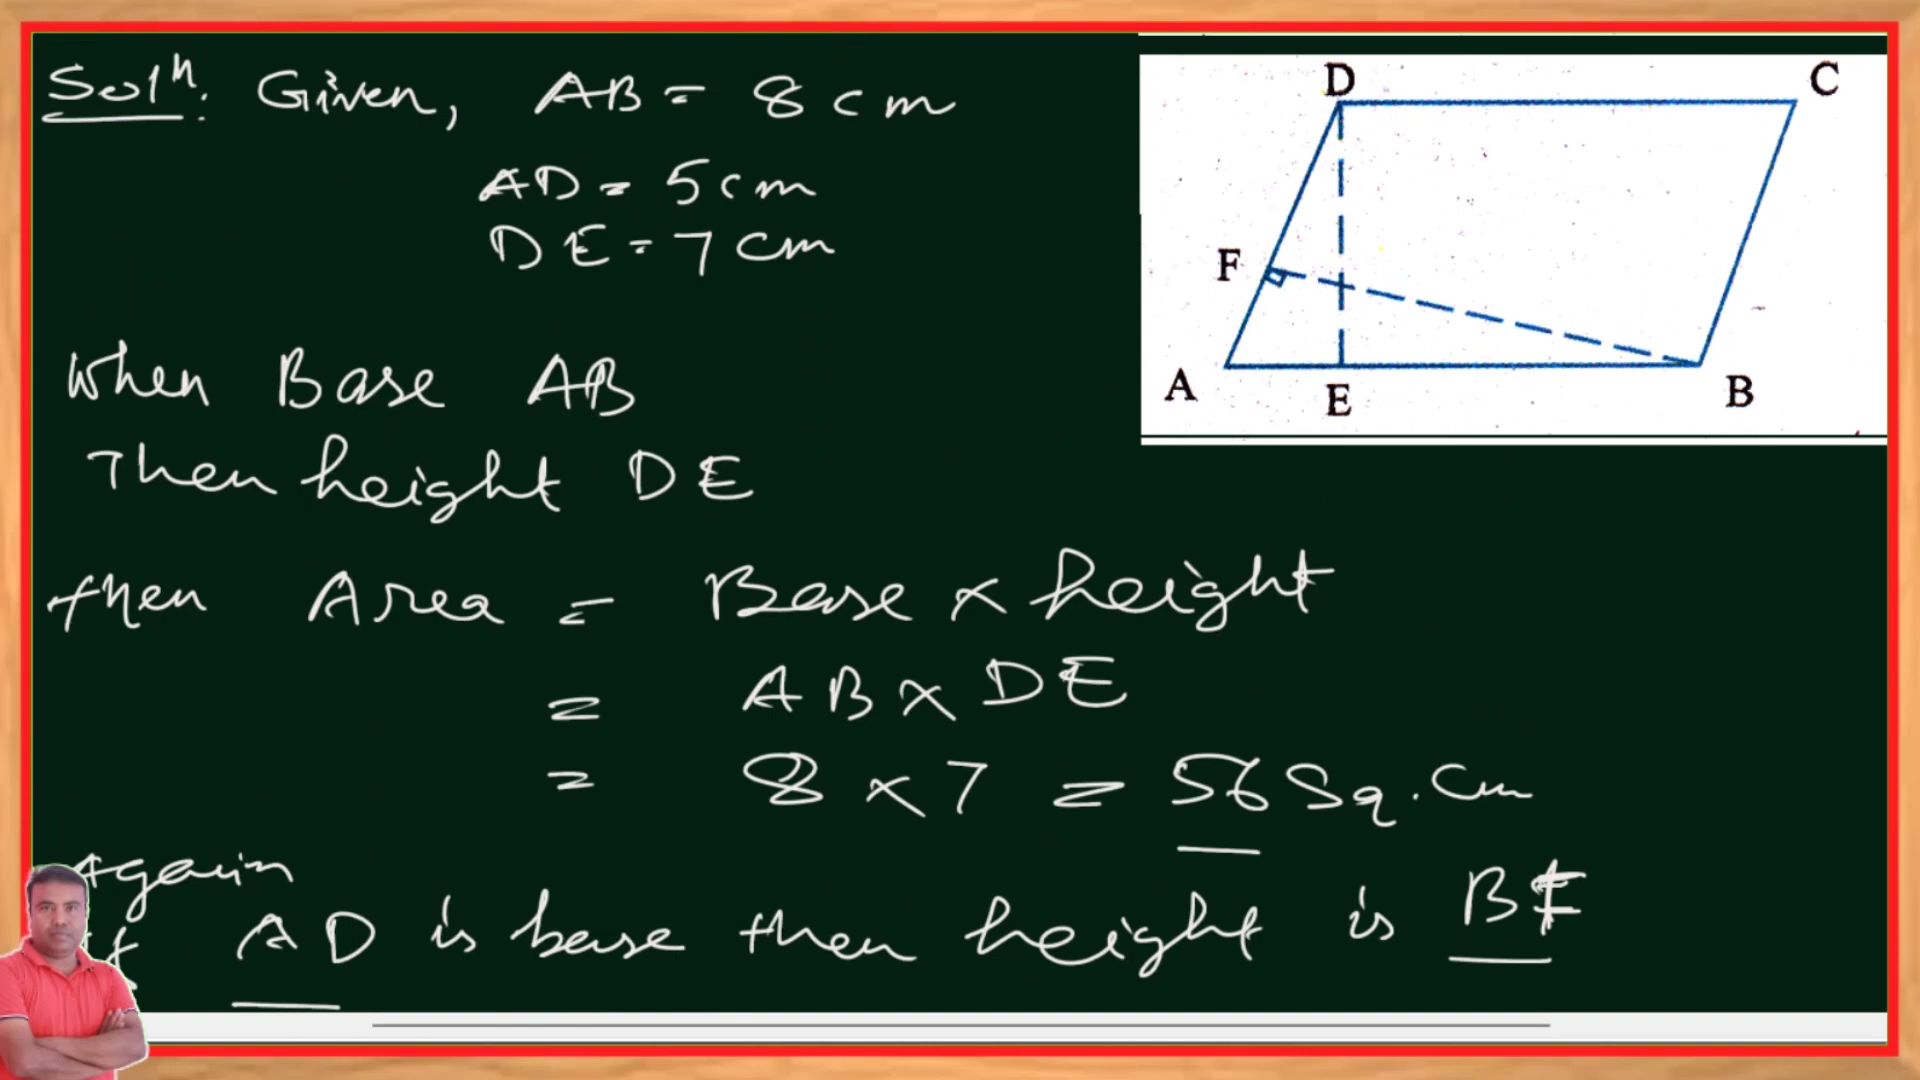 Solⁿ. Given, AB = 8 cm
AD = 5 cm
DE = 7 cm
When Base AB
Then height DE
then Area = Base × height
= AB × DE
= 8 × 7 = 56 Sq. Cm
Again
If AD is base then height is BF
D C
F
A E B